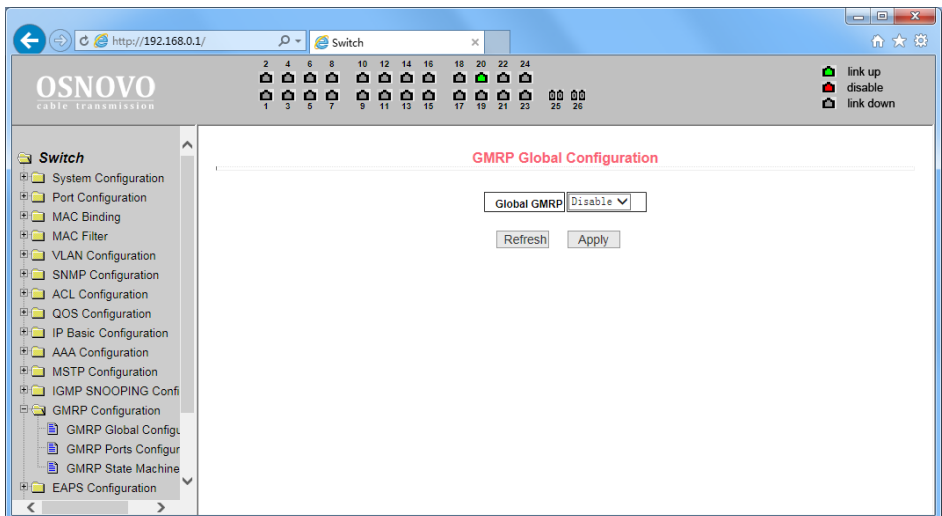 http://192.168.0.1/
Switch
OSNOVO
cable transmission
2 4 6 8 10 12 14 16 18 20 22 24
1 3 5 7 9 11 13 15 17 19 21 23 25 26
link up
disable
link down
Switch
System Configuration
Port Configuration
MAC Binding
MAC Filter
VLAN Configuration
SNMP Configuration
ACL Configuration
QOS Configuration
IP Basic Configuration
AAA Configuration
MSTP Configuration
IGMP SNOOPING Confi
GMRP Configuration
GMRP Global Configu
GMRP Ports Configur
GMRP State Machine
EAPS Configuration
GMRP Global Configuration
Global GMRP Disable
Refresh Apply